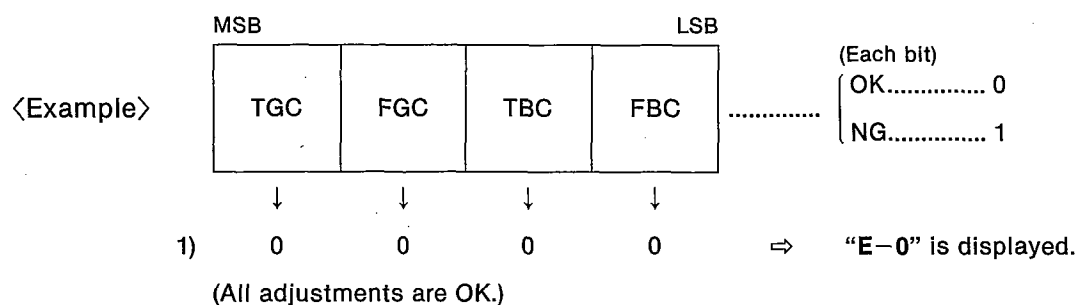 MSB LSB
(Each bit)
〈Example〉 TGC FGC TBC FBC .............. OK............... 0
NG............... 1
↓ ↓ ↓ ↓
1) 0 0 0 0 ⇨ “E−0” is displayed.
(All adjustments are OK.)